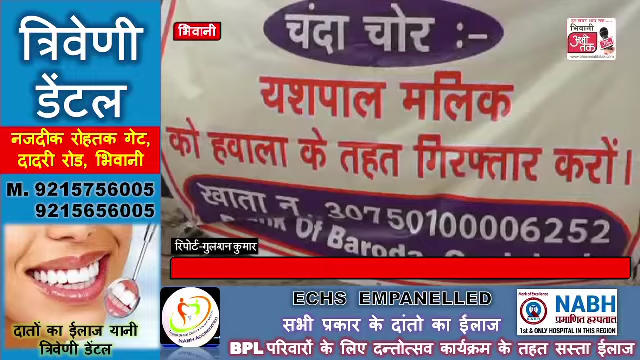 त्रिवेणी
डेंटल
नजदीक रोहतक गेट,
दादरी रोड, भिवानी
M. 9215756005
9215656005
दातों का ईलाज यानी
त्रिवेणी डेंटल
भिवानी
चंदा चोर :-
यशपाल मलिक
को हवाला के तहत गिरफ्तार करों।
खाता न 30750100006252
Bank Of Baroda
भिवानी
अभी
तक
रिपोर्ट-गुलशन कुमार
ECHS EMPANELLED
सभी प्रकार के दांतो का ईलाज
BPL परिवारों के लिए दन्तोत्सव कार्यक्रम के तहत सस्ता ईलाज
NABH
प्रमाणित हस्पताल
1st & ONLY HOSPITAL IN THIS REGION